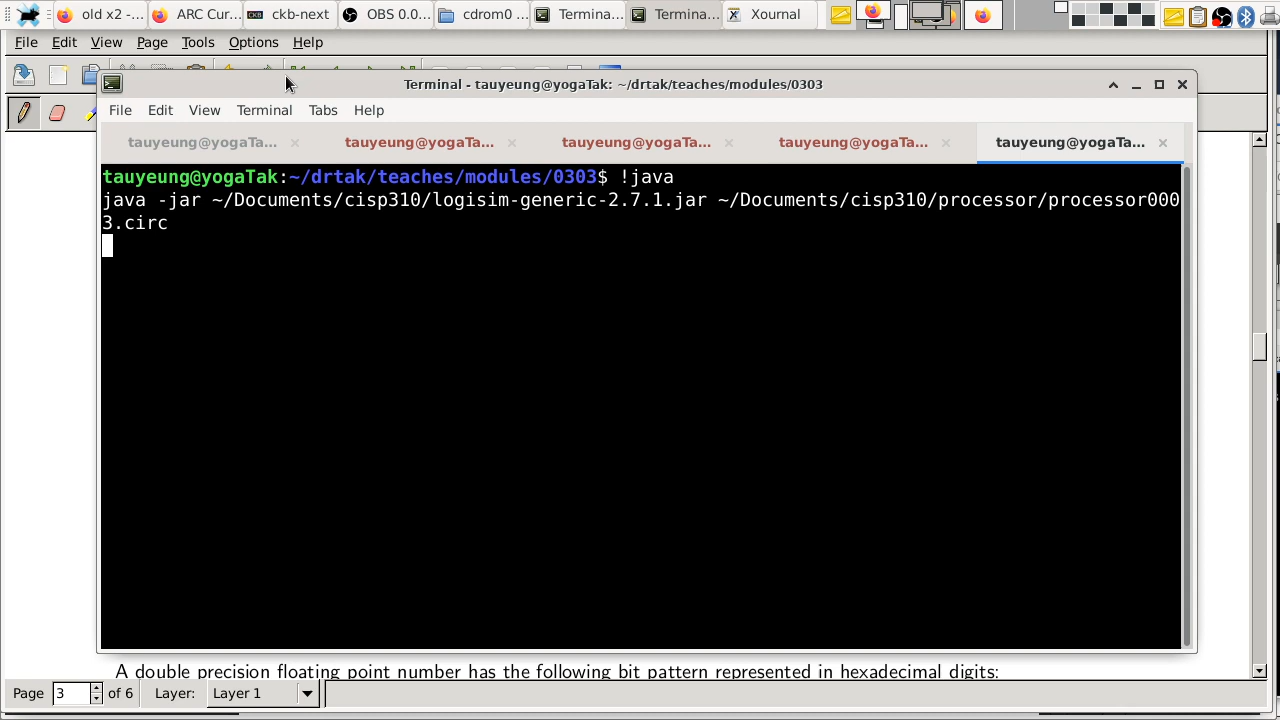 old x2 -...
ARC Cur...
ckb-next
OBS 0.0...
cdrom0...
Termina...
Termina...
Xournal
File Edit View Page Tools Options Help
Terminal - tauyeung@yogaTak: ~/drtak/teaches/modules/0303
File Edit View Terminal Tabs Help
tauyeung@yogaTa...
tauyeung@yogaTa...
tauyeung@yogaTa...
tauyeung@yogaTa...
tauyeung@yogaTa...
tauyeung@yogaTak:~/drtak/teaches/modules/0303$ !java
java -jar ~/Documents/cisp310/logisim-generic-2.7.1.jar ~/Documents/cisp310/processor/processor000
3.circ
A double precision floating point number has the following bit pattern represented in hexadecimal digits:
Page 3 of 6 Layer: Layer 1